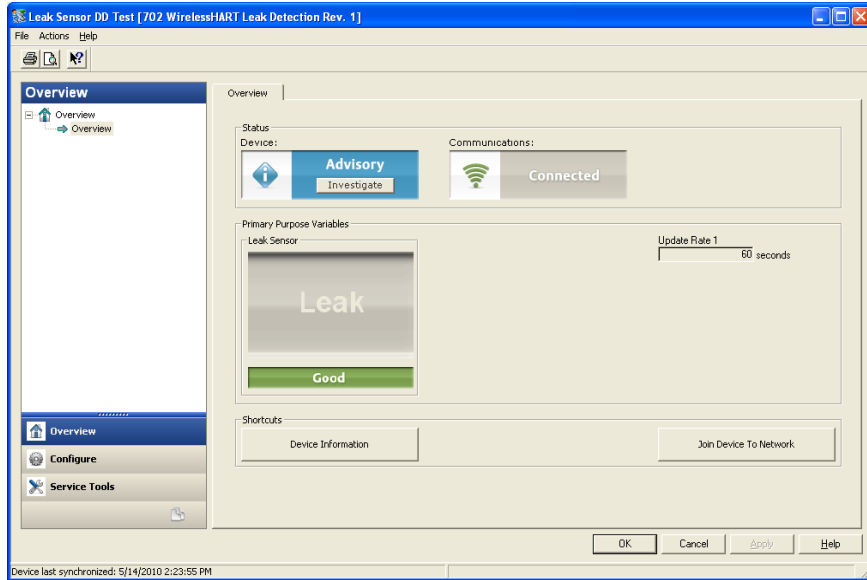 Leak Sensor DD Test [702 WirelessHART Leak Detection Rev. 1]
File Actions Help
Overview
Overview
Overview
Overview
Status
Device:
Advisory
Investigate
Communications:
Connected
Primary Purpose Variables
Leak Sensor
Leak
Good
Update Rate 1
60 seconds
Shortcuts
Device Information
Join Device To Network
Overview
Configure
Service Tools
OK Cancel Apply Help
Device last synchronized: 5/14/2010 2:23:55 PM